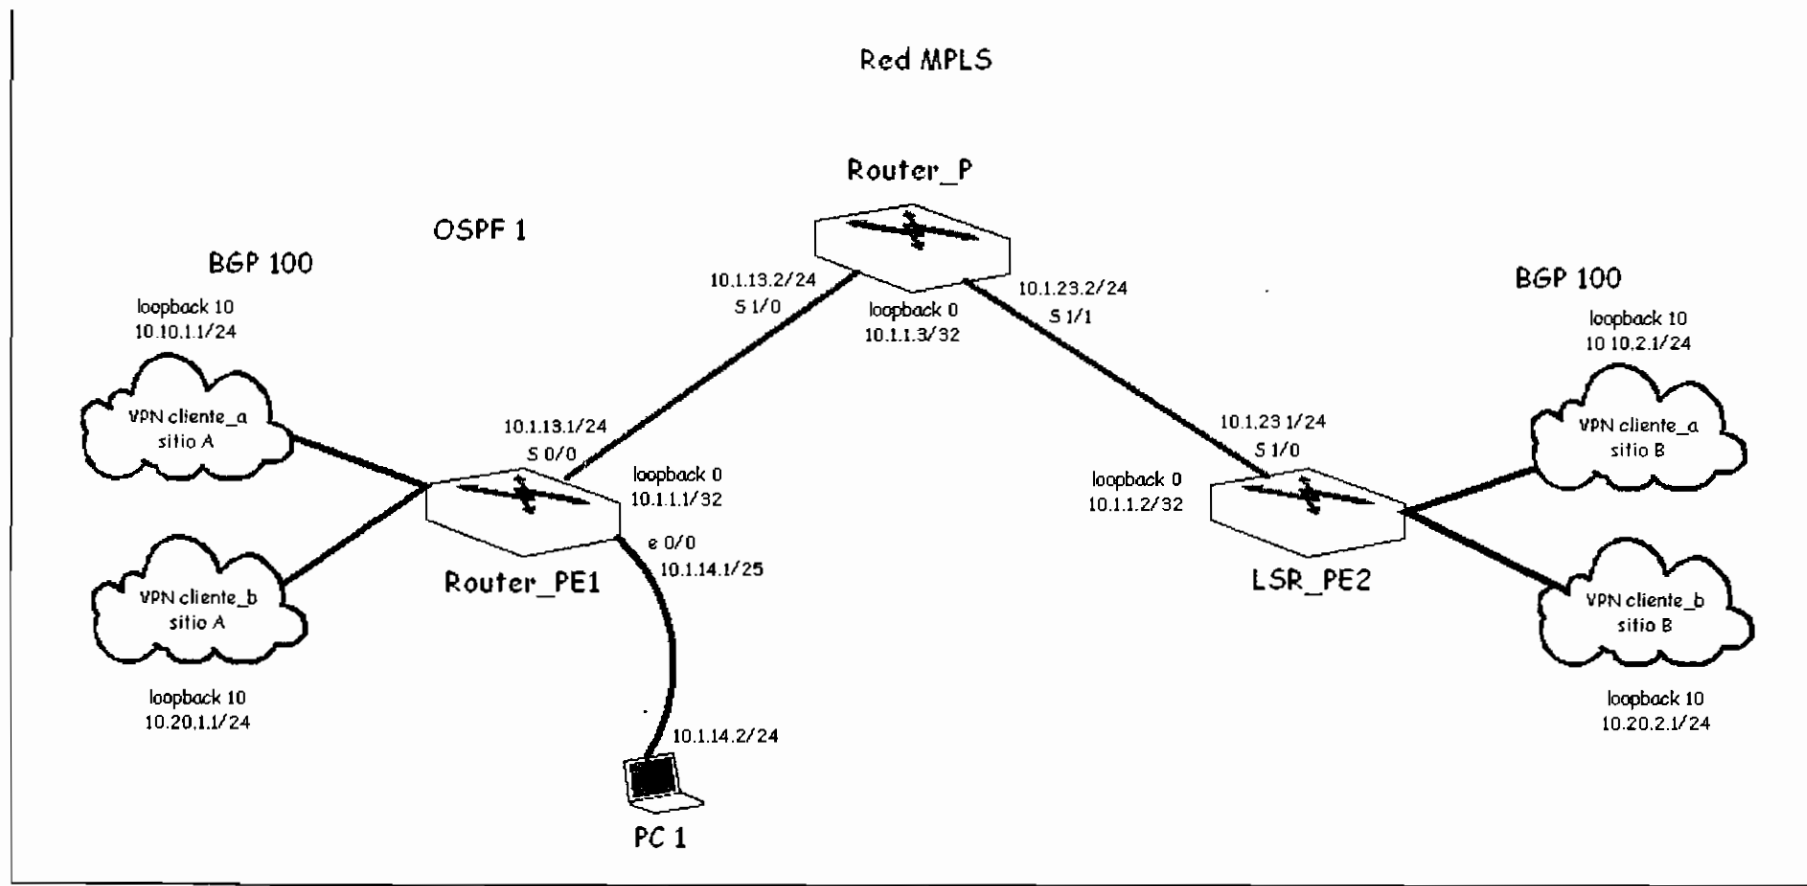 Red MPLS
Router_P
OSPF 1
BGP 100
BGP 100
10.1.13.2/24
S 1/0
loopback 0
10.1.1.3/32
10.1.23.2/24
S 1/1
loopback 10
10.10.1.1/24
loopback 10
10 10.2.1/24
VPN cliente_a
sitio A
10.1.13.1/24
S 0/0
10.1.23 1/24
S 1/0
VPN cliente_a
sitio B
loopback 0
10.1.1.1/32
loopback 0
10.1.1.2/32
e 0/0
10.1.14.1/25
Router_PE1
LSR_PE2
VPN cliente_b
sitio A
VPN cliente_b
sitio B
loopback 10
10.20.1.1/24
loopback 10
10.20.2.1/24
10.1.14.2/24
PC 1